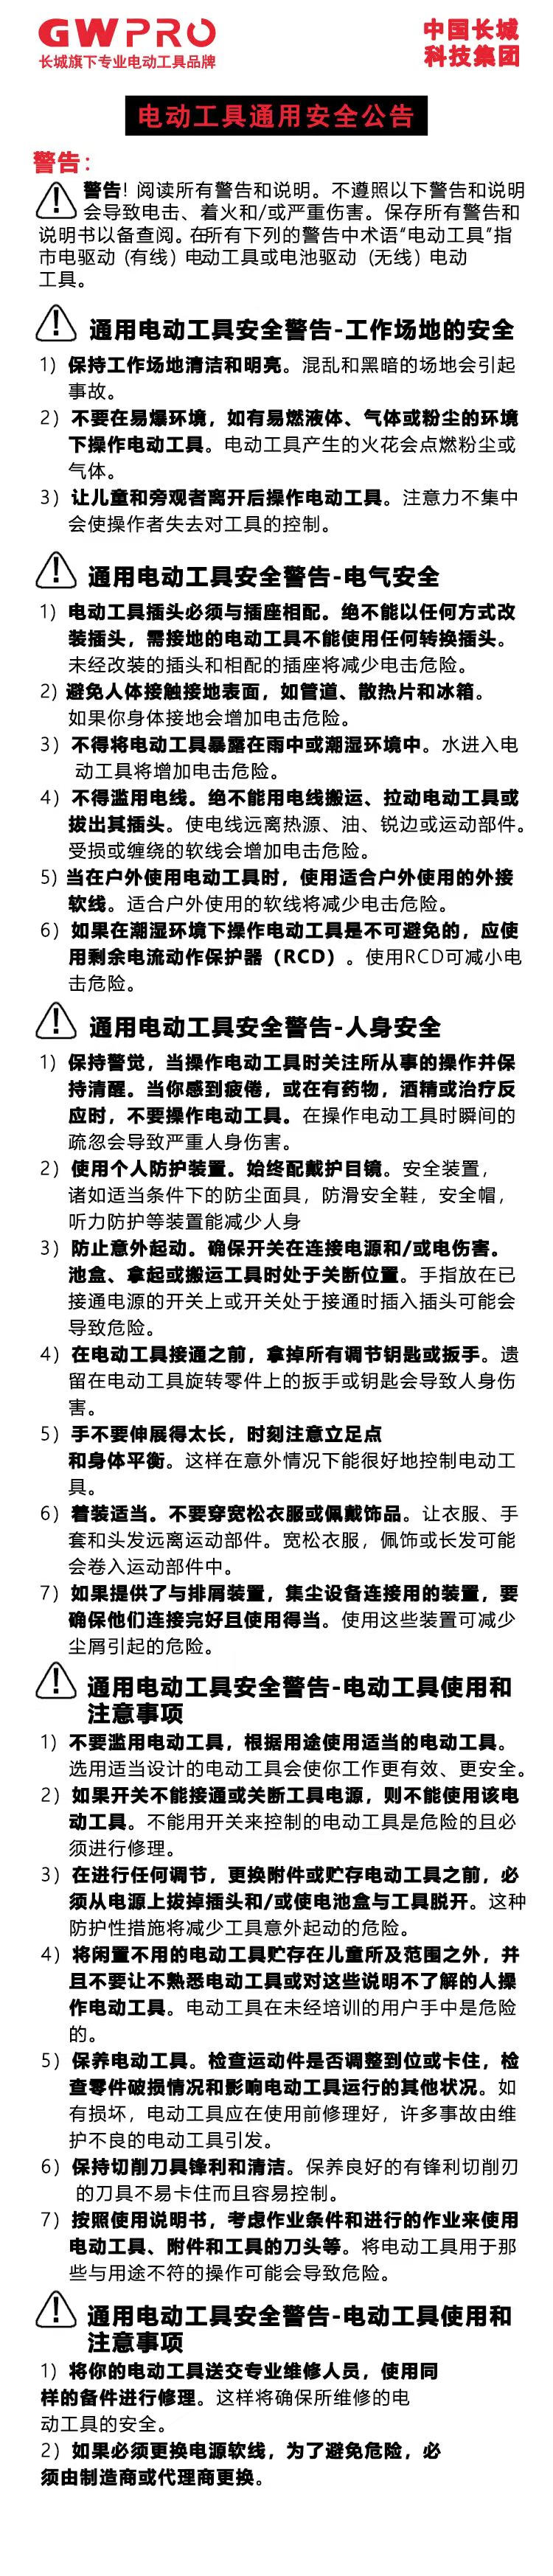 GWPRO
长城旗下专业电动工具品牌
中国长城
科技集团
电动工具通用安全公告
警告：
警告! 阅读所有警告和说明。不遵照以下警告和说明
会导致电击、着火和/或严重伤害。保存所有警告和
说明书以备查阅。在所有下列的警告中术语“电动工具”指
市电驱动 (有线) 电动工具或电池驱动 (无线) 电动
工具。
通用电动工具安全警告-工作场地的安全
1) 保持工作场地清洁和明亮。混乱和黑暗的场地会引起
事故。
2) 不要在易爆环境，如有易燃液体、气体或粉尘的环境
下操作电动工具。电动工具产生的火花会点燃粉尘或
气体。
3) 让儿童和旁观者离开后操作电动工具。注意力不集中
会使操作者失去对工具的控制。
通用电动工具安全警告-电气安全
1) 电动工具插头必须与插座相配。绝不能以任何方式改
装插头，需接地的电动工具不能使用任何转换插头。
未经改装的插头和相配的插座将减少电击危险。
2) 避免人体接触接地表面，如管道、散热片和冰箱。
如果你身体接地会增加电击危险。
3) 不得将电动工具暴露在雨中或潮湿环境中。水进入电
动工具将增加电击危险。
4) 不得滥用电线。绝不能用电线搬运、拉动电动工具或
拔出其插头。使电线远离热源、油、锐边或运动部件。
受损或缠绕的软线会增加电击危险。
5) 当在户外使用电动工具时，使用适合户外使用的外接
软线。适合户外使用的软线将减少电击危险。
6) 如果在潮湿环境下操作电动工具是不可避免的，应使
用剩余电流动作保护器（RCD）。使用RCD可减小电
击危险。
通用电动工具安全警告-人身安全
1) 保持警觉，当操作电动工具时关注所从事的操作并保
持清醒。当你感到疲倦，或在有药物，酒精或治疗反
应时，不要操作电动工具。在操作电动工具时瞬间的
疏忽会导致严重人身伤害。
2) 使用个人防护装置。始终配戴护目镜。安全装置，
诸如适当条件下的防尘面具，防滑安全鞋，安全帽，
听力防护等装置能减少人身
3) 防止意外起动。确保开关在连接电源和/或电伤害。
池盒、拿起或搬运工具时处于关断位置。手指放在已
接通电源的开关上或开关处于接通时插入插头可能会
导致危险。
4) 在电动工具接通之前，拿掉所有调节钥匙或扳手。遗
留在电动工具旋转零件上的扳手或钥匙会导致人身伤
害。
5) 手不要伸展得太长，时刻注意立足点
和身体平衡。这样在意外情况下能很好地控制电动工
具。
6) 着装适当。不要穿宽松衣服或佩戴饰品。让衣服、手
套和头发远离运动部件。宽松衣服，佩饰或长发可能
会卷入运动部件中。
7) 如果提供了与排屑装置，集尘设备连接用的装置，要
确保他们连接完好且使用得当。使用这些装置可减少
尘屑引起的危险。
通用电动工具安全警告-电动工具使用和
注意事项
1) 不要滥用电动工具，根据用途使用适当的电动工具。
选用适当设计的电动工具会使你工作更有效、更安全。
2) 如果开关不能接通或关断工具电源，则不能使用该电
动工具。不能用开关来控制的电动工具是危险的且必
须进行修理。
3) 在进行任何调节，更换附件或贮存电动工具之前，必
须从电源上拔掉插头和/或使电池盒与工具脱开。这种
防护性措施将减少工具意外起动的危险。
4) 将闲置不用的电动工具贮存在儿童所及范围之外，并
且不要让不熟悉电动工具或对这些说明不了解的人操
作电动工具。电动工具在未经培训的用户手中是危险
的。
5) 保养电动工具。检查运动件是否调整到位或卡住，检
查零件破损情况和影响电动工具运行的其他状况。如
有损坏，电动工具应在使用前修理好，许多事故由维
护不良的电动工具引发。
6) 保持切削刀具锋利和清洁。保养良好的有锋利切削刃
的刀具不易卡住而且容易控制。
7) 按照使用说明书，考虑作业条件和进行的作业来使用
电动工具、附件和工具的刀头等。将电动工具用于那
些与用途不符的操作可能会导致危险。
通用电动工具安全警告-电动工具使用和
注意事项
1) 将你的电动工具送交专业维修人员，使用同
样的备件进行修理。这样将确保所维修的电
动工具的安全。
2) 如果必须更换电源软线，为了避免危险，必
须由制造商或代理商更换。